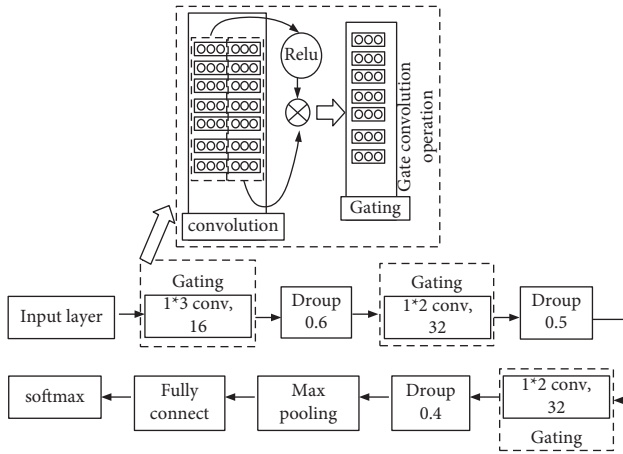 Relu
convolution
Gating
Gate convolution
operation
Input layer
Gating
1*3 conv,
16
Droup
0.6
Gating
1*2 conv,
32
Droup
0.5
softmax
Fully
connect
Max
pooling
Droup
0.4
1*2 conv,
32
Gating